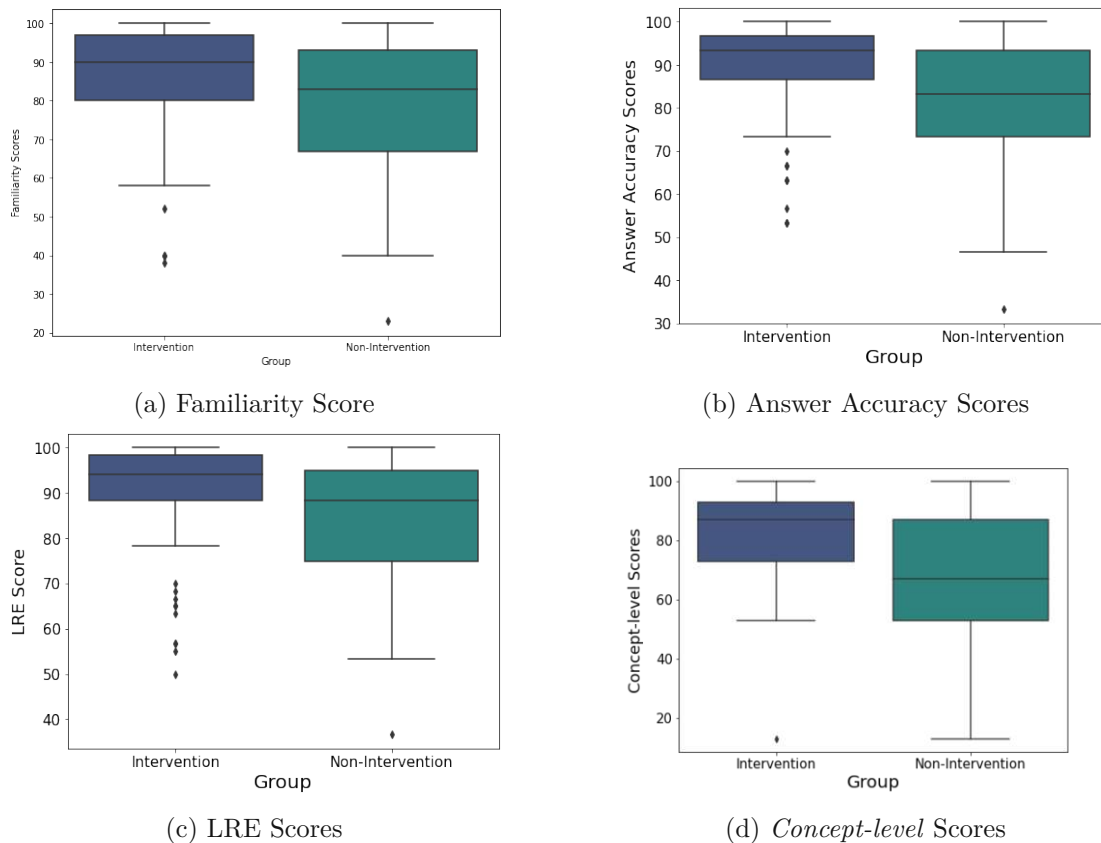 100
90
80
70
60
50
40
30
20
Familiarity Scores
Intervention
Non-Intervention
Group
(a) Familiarity Score
100
90
80
70
60
50
40
30
Answer Accuracy Scores
Intervention
Non-Intervention
Group
(b) Answer Accuracy Scores
100
90
80
70
60
50
40
LRE Score
Intervention
Non-Intervention
Group
(c) LRE Scores
100
80
60
40
20
Concept-level Scores
Intervention
Non-Intervention
Group
(d) Concept-level Scores